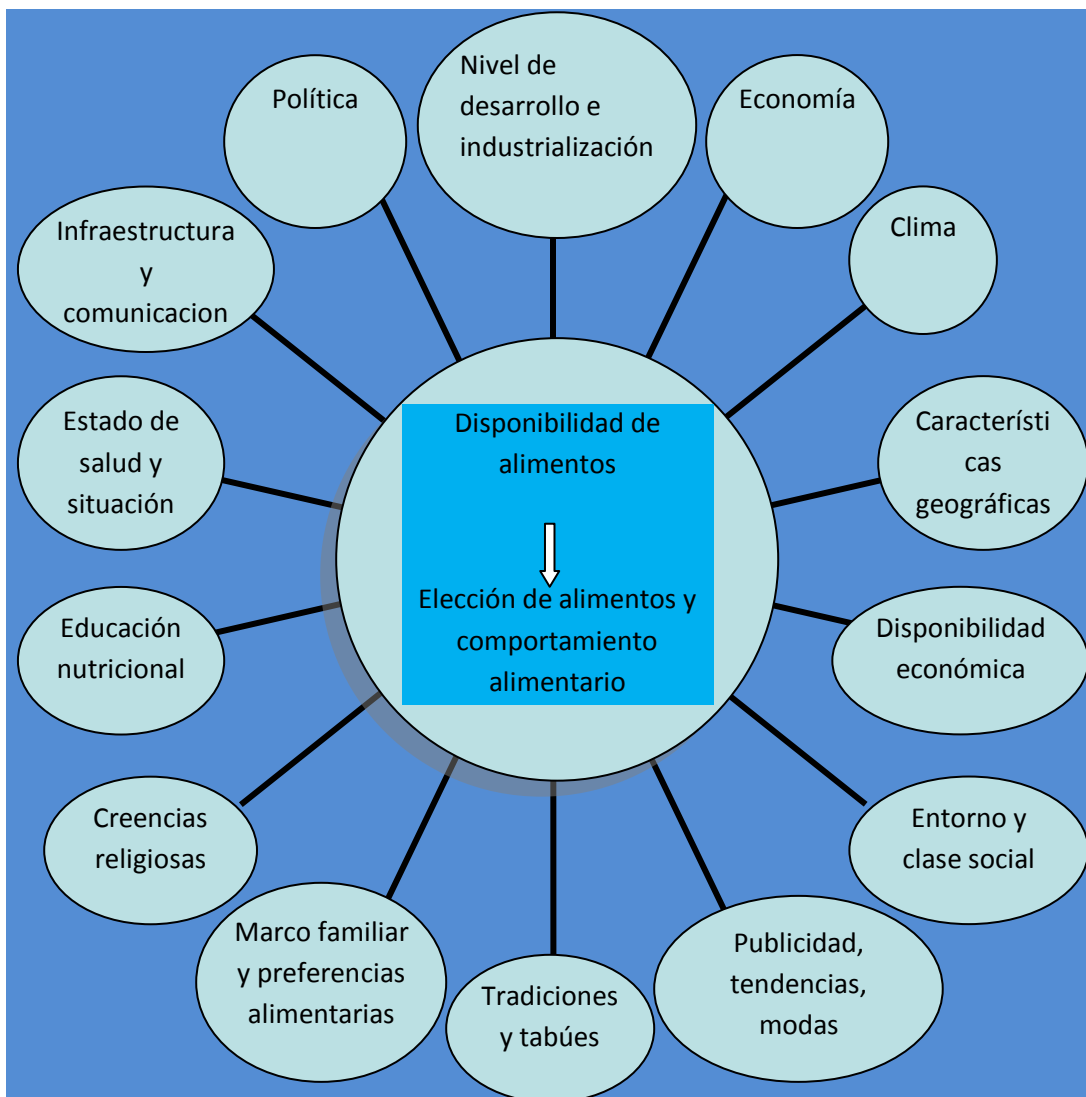 Política
Nivel de
desarrollo e
industrialización
Economía
Infraestructura
y
comunicacion
Clima
Estado de
salud y
situación
Disponibilidad de
alimentos
Elección de alimentos y
comportamiento
alimentario
Característi
cas
geográficas
Educación
nutricional
Disponibilidad
económica
Creencias
religiosas
Entorno y
clase social
Marco familiar
y preferencias
alimentarias
Tradiciones
y tabúes
Publicidad,
tendencias,
modas